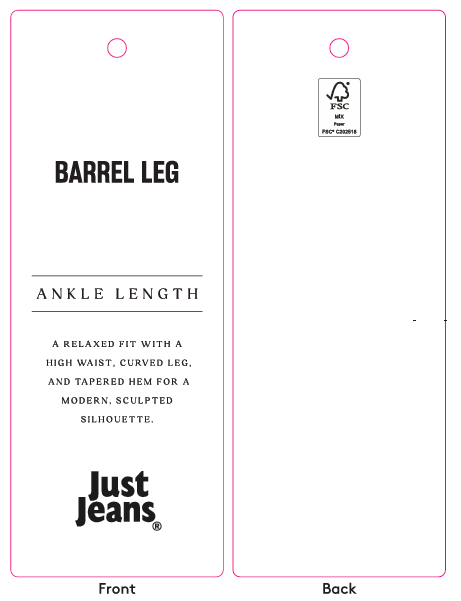 BARREL LEG
ANKLE LENGTH
A RELAXED FIT WITH A
HIGH WAIST, CURVED LEG,
AND TAPERED HEM FOR A
MODERN, SCULPTED
SILHOUETTE.
Just
Jeans®
Front
FSC
MIX
Paper
FSC® C202518
Back